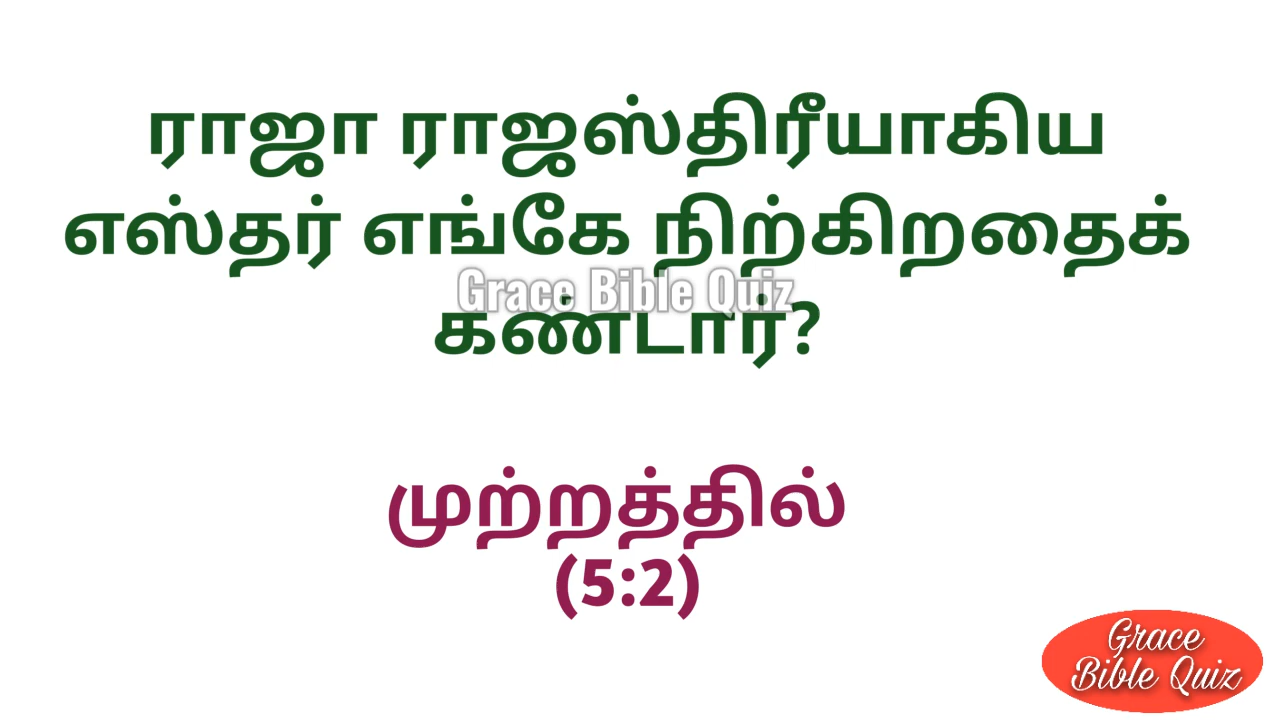 ராஜா ராஜஸ்திரீயாகிய
எஸ்தர் எங்கே நிற்கிறதைக்
Grace Bible Quiz
கண்டார்?
முற்றத்தில்
(5:2)
Grace
Bible Quiz